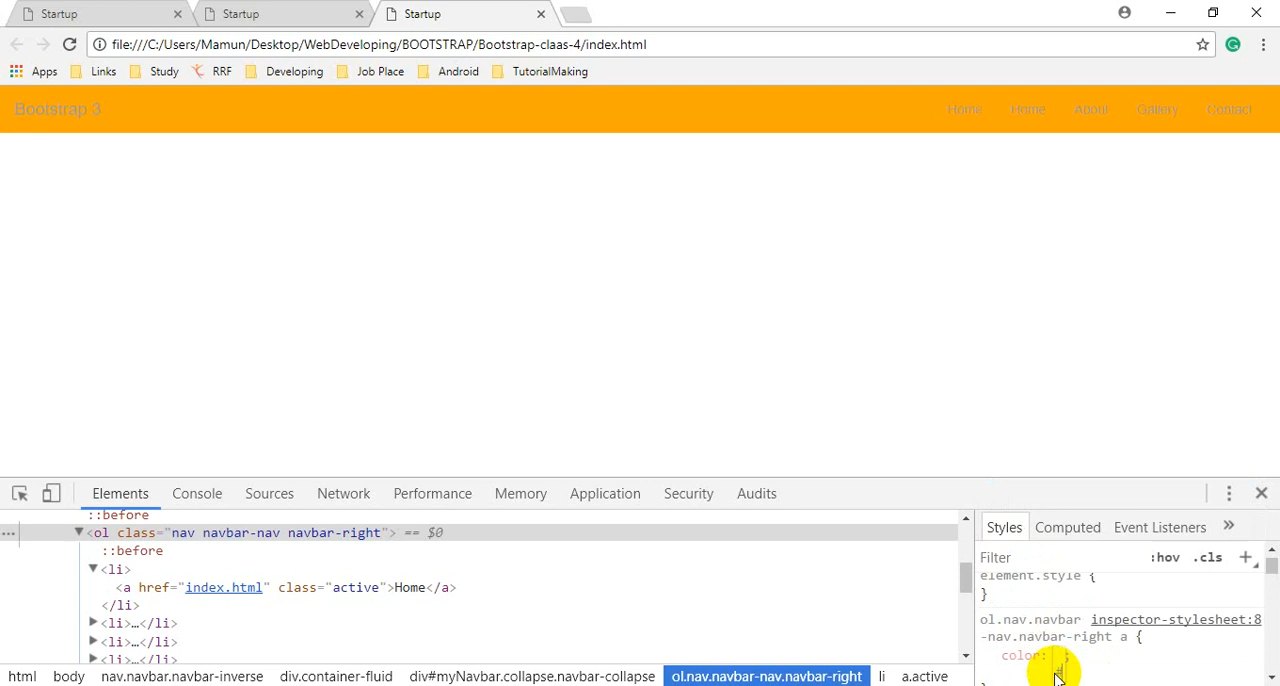 Startup Startup Startup
file:///C:/Users/Mamun/Desktop/WebDeveloping/BOOTSTRAP/Bootstrap-claas-4/index.html
Apps Links Study RRF Developing Job Place Android TutorialMaking
Bootstrap 3 Home Home About Gallery Contact
Elements Console Sources Network Performance Memory Application Security Audits
::before
<ol class="nav navbar-nav navbar-right"> == $0
::before
<li>
<a href="index.html" class="active">Home</a>
</li>
<li>…</li>
<li>…</li>
<li>…</li>
html body nav.navbar.navbar-inverse div.container-fluid div#myNavbar.collapse.navbar-collapse ol.nav.navbar-nav.navbar-right li a.active
Styles Computed Event Listeners »
Filter :hov .cls +
element.style {
}
ol.nav.navbar inspector-stylesheet:8
-nav.navbar-right a {
color: ;